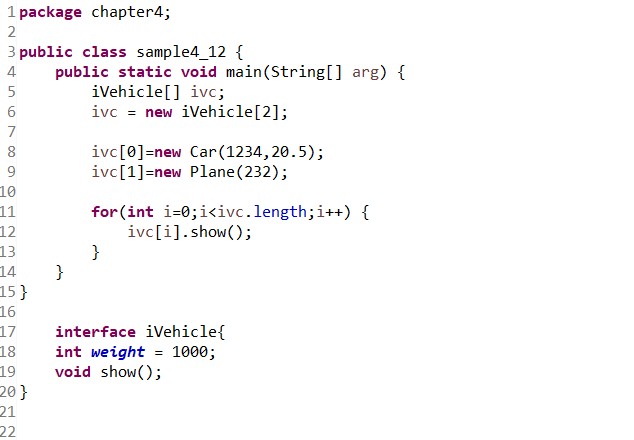 1 package chapter4;
2
3 public class sample4_12 {
4     public static void main(String[] arg) {
5         iVehicle[] ivc;
6         ivc = new iVehicle[2];
7
8         ivc[0]=new Car(1234,20.5);
9         ivc[1]=new Plane(232);
10
11         for(int i=0;i<ivc.length;i++) {
12             ivc[i].show();
13         }
14     }
15 }
16
17     interface iVehicle{
18     int weight = 1000;
19     void show();
20 }
21
22